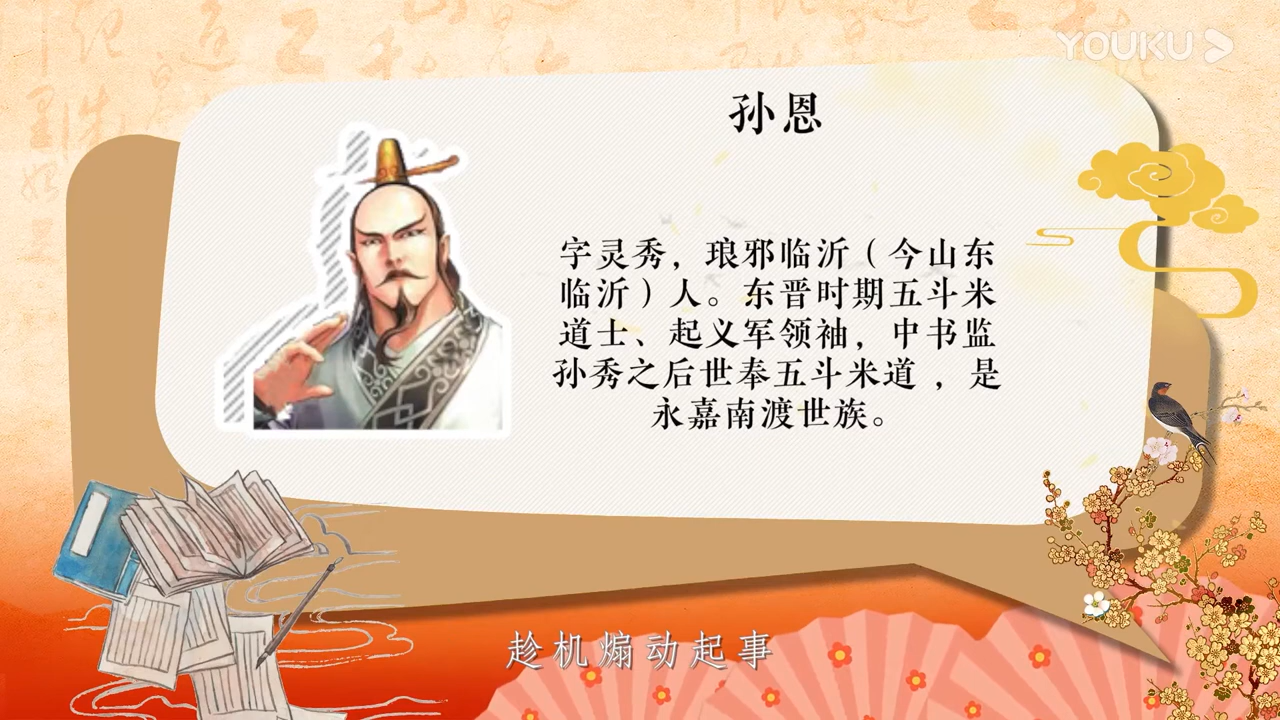 YOUKU
孙恩
字灵秀，琅邪临沂（今山东
临沂）人。东晋时期五斗米
道士、起义军领袖，中书监
孙秀之后世奉五斗米道 ，是
永嘉南渡世族。
趁机煽动起事